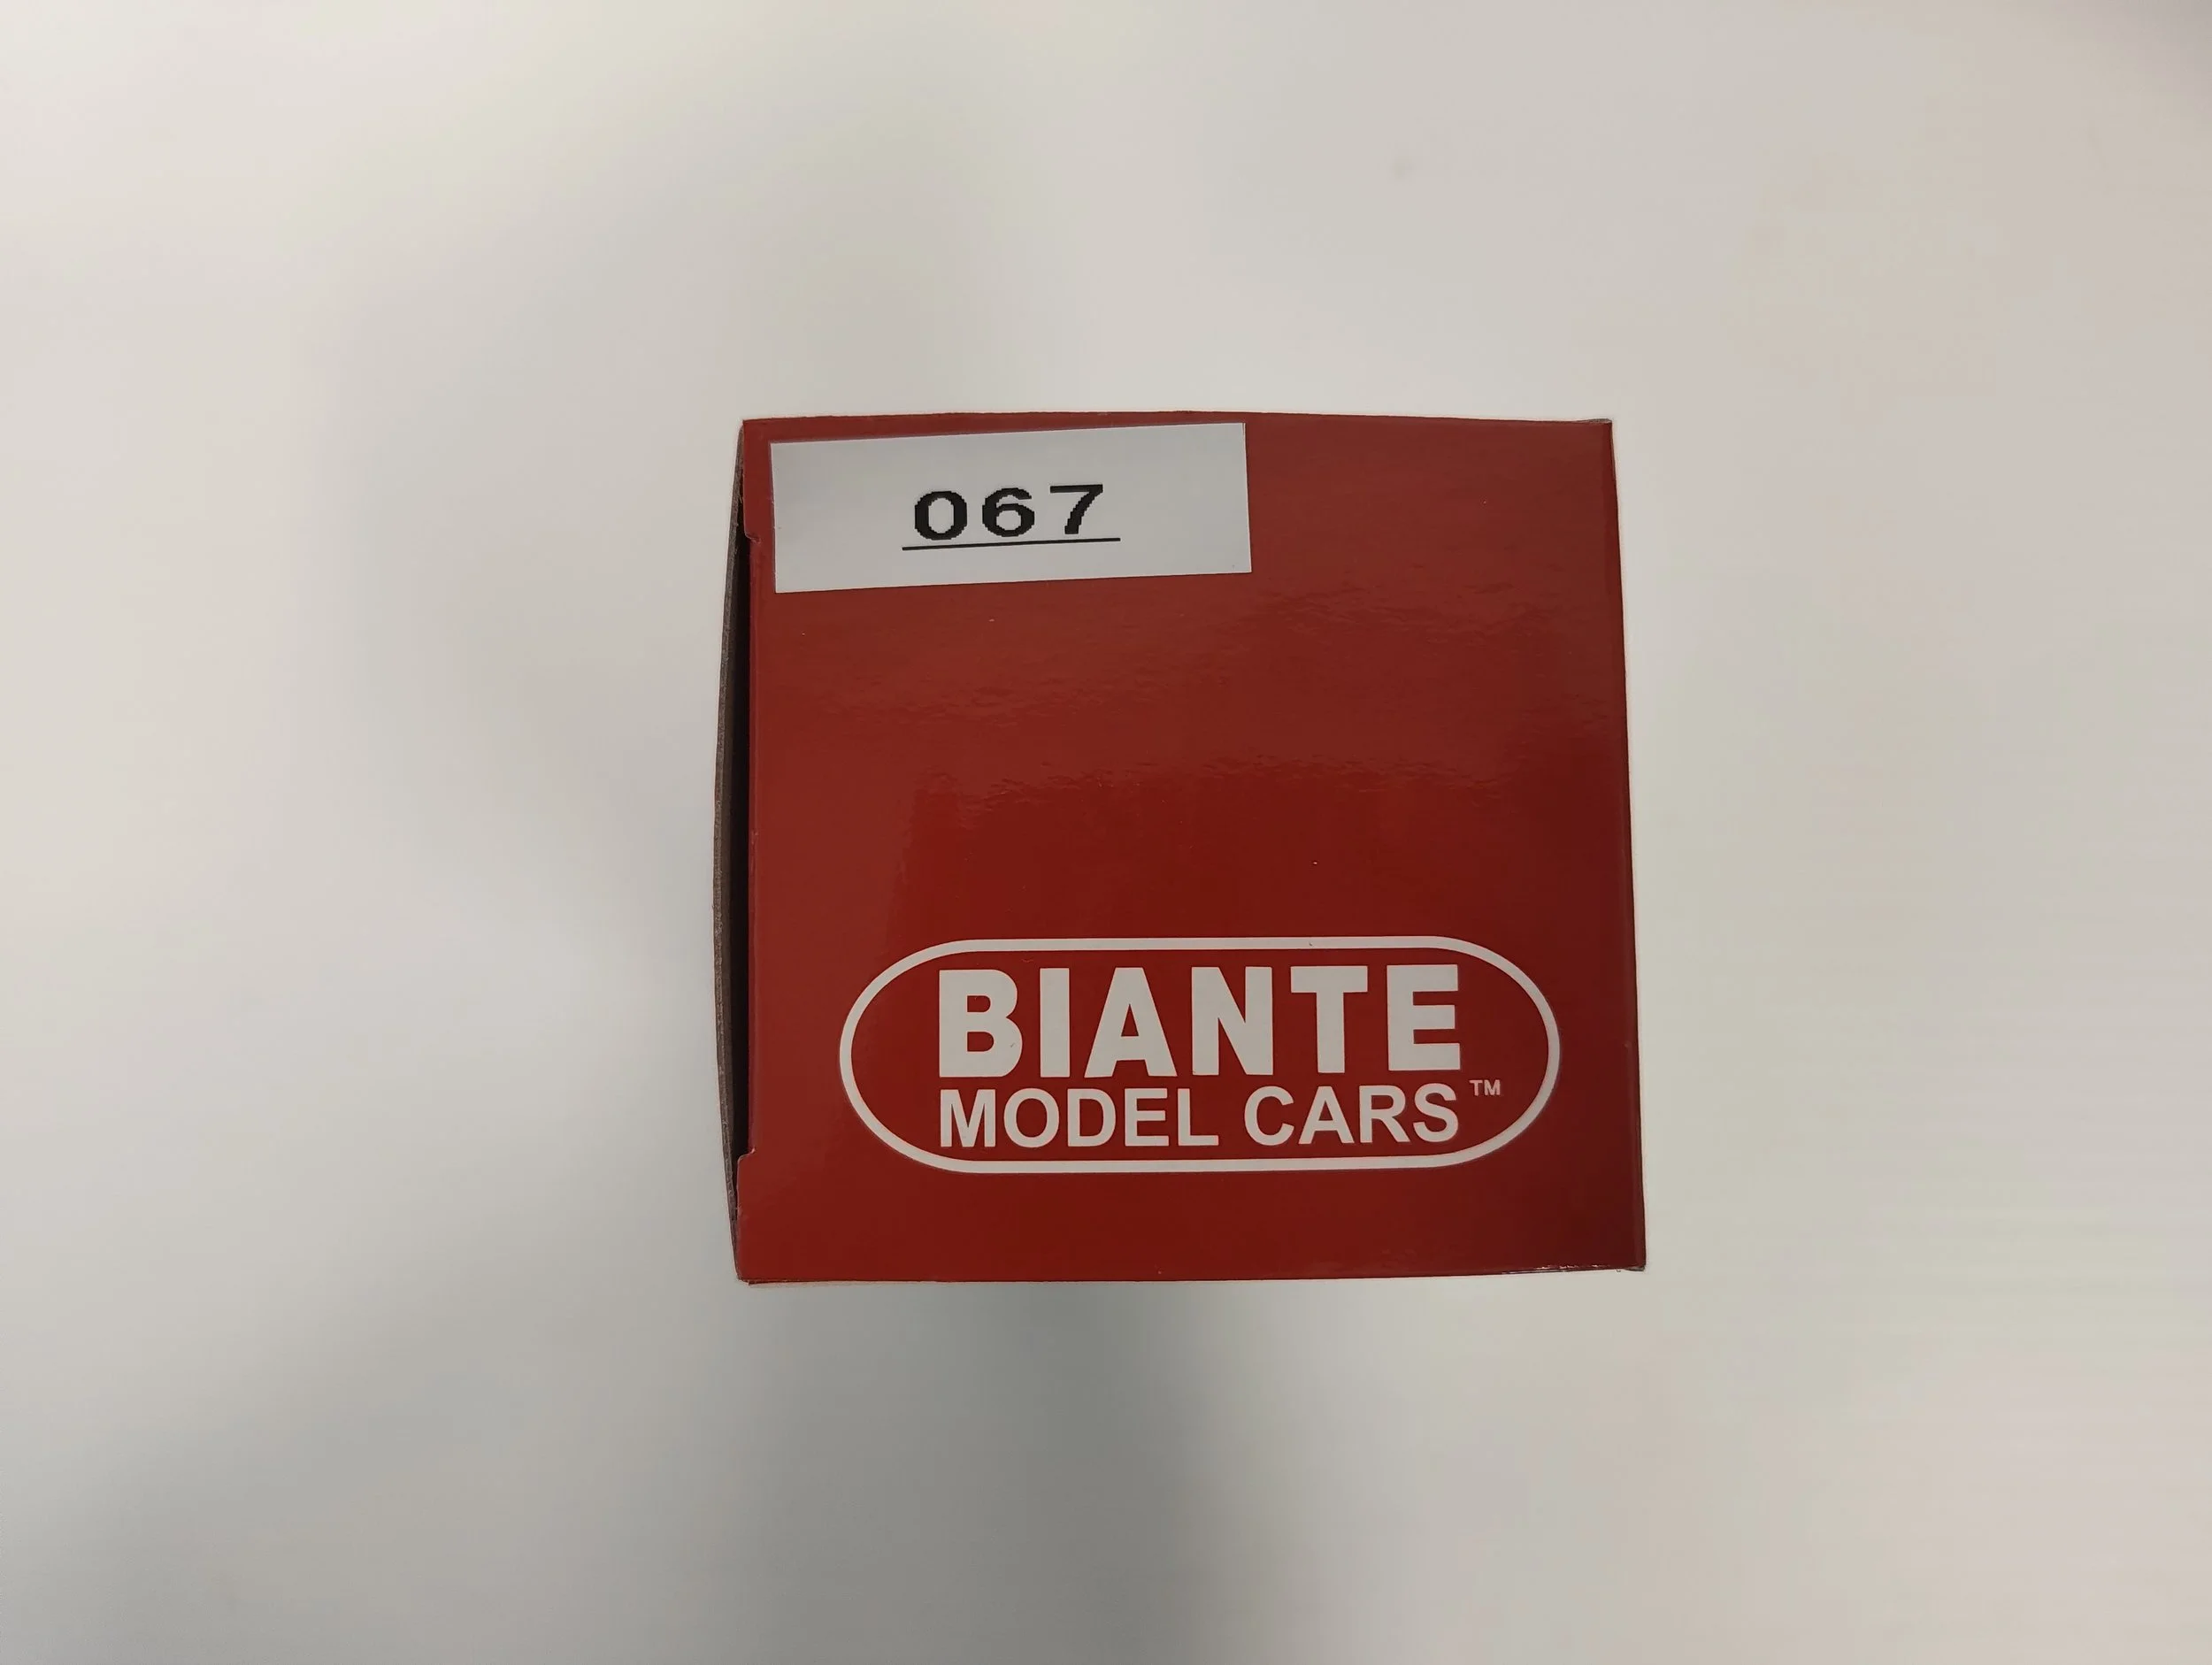 067
BIANTE
MODEL CARS™